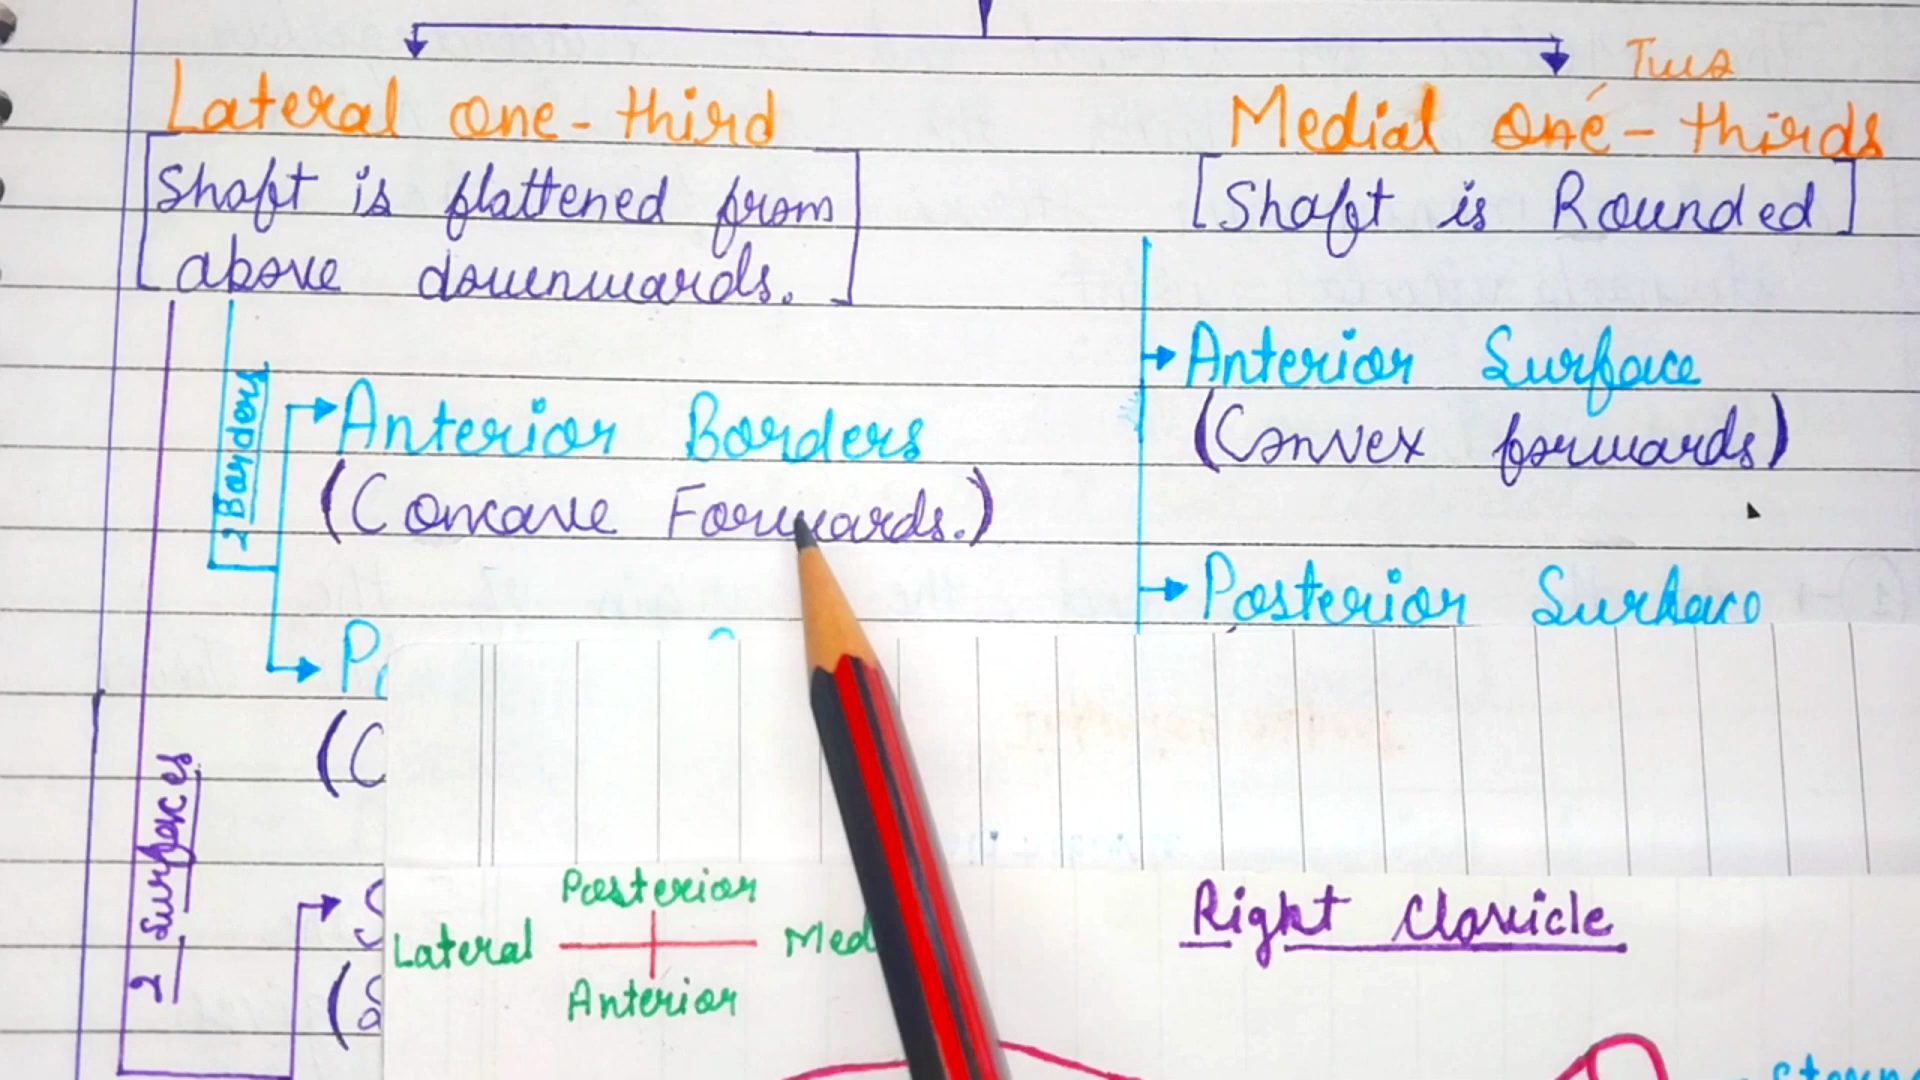 Lateral one-third
Shaft is flattened from
above downwards.
2 Borders
Anterior Borders
(Concave Forwards.)
(C
2 Surfaces
Two
Medial One-thirds
[Shaft is Rounded]
Anterior Surface
(Convex forwards)
Posterior Surface
Posterior
Lateral
Med
Anterior
Right Clavicle